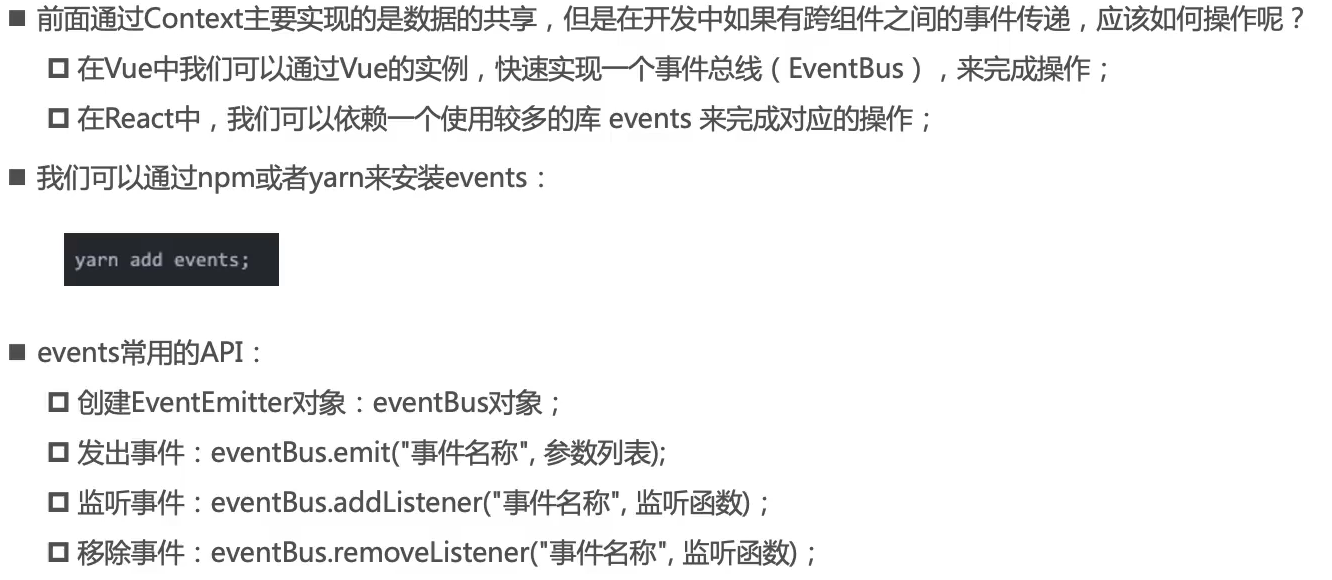 前面通过Context主要实现的是数据的共享，但是在开发中如果有跨组件之间的事件传递，应该如何操作呢？
在Vue中我们可以通过Vue的实例，快速实现一个事件总线（EventBus），来完成操作；
在React中，我们可以依赖一个使用较多的库 events 来完成对应的操作；
我们可以通过npm或者yarn来安装events：
yarn add events;
events常用的API：
创建EventEmitter对象：eventBus对象；
发出事件：eventBus.emit("事件名称", 参数列表);
监听事件：eventBus.addListener("事件名称", 监听函数)；
移除事件：eventBus.removeListener("事件名称", 监听函数)；